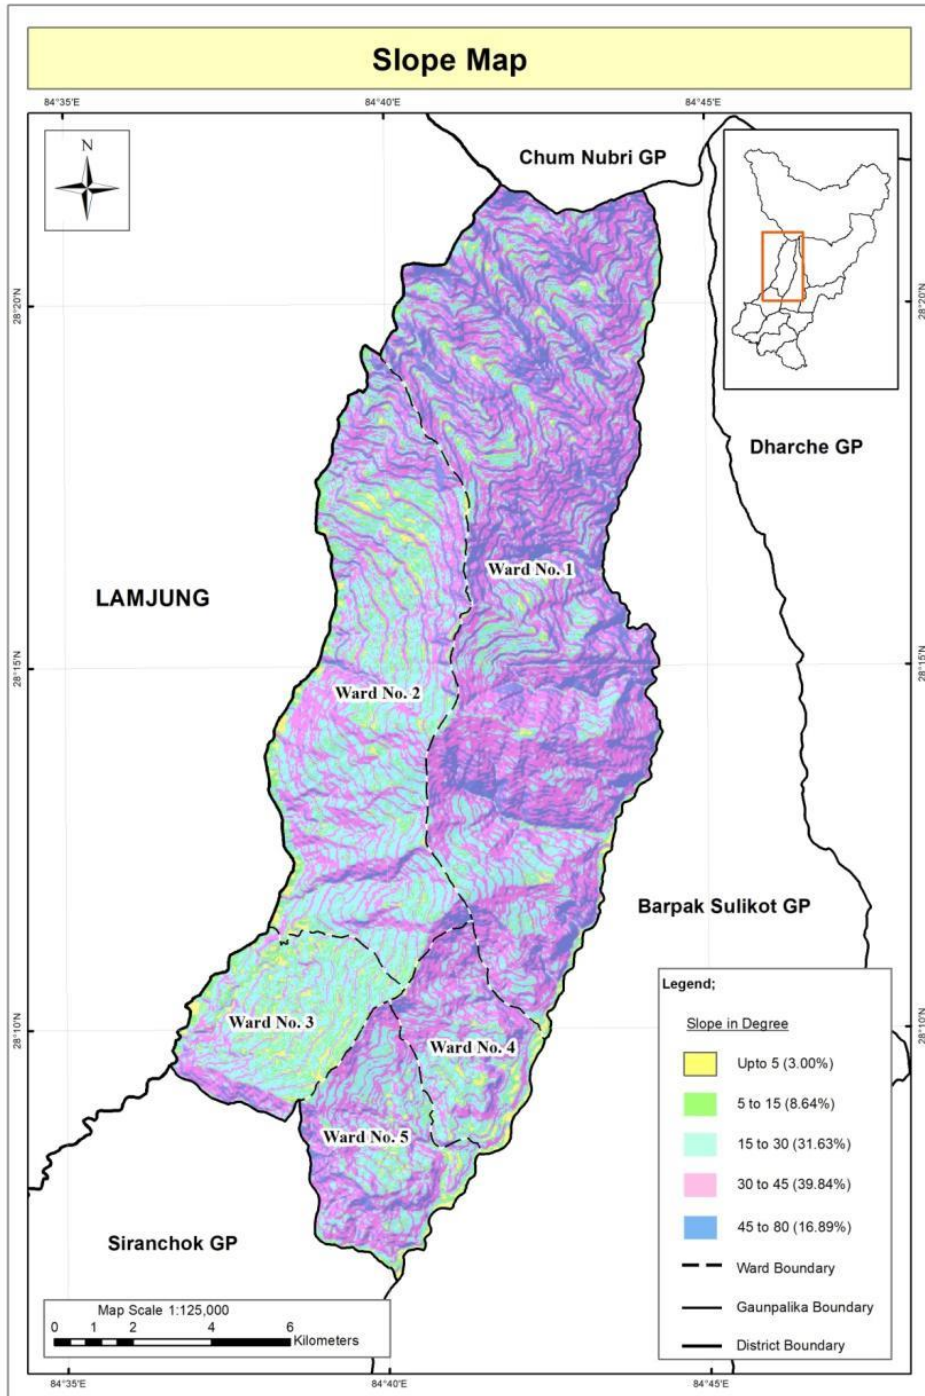 Slope Map
84°35'E
84°40'E
84°45'E
N
Chum Nubri GP
28°20'N
28°20'N
Dharche GP
Ward No. 1
LAMJUNG
28°15'N
28°15'N
Ward No. 2
Barpak Sulikot GP
Legend;
28°10'N
28°10'N
Ward No. 3
Slope in Degree
Ward No. 4
Upto 5 (3.00%)
5 to 15 (8.64%)
Ward No. 5
15 to 30 (31.63%)
30 to 45 (39.84%)
45 to 80 (16.89%)
Siranchok GP
Ward Boundary
Gaunpalika Boundary
District Boundary
Map Scale 1:125,000
0 1 2 4 6
Kilometers
84°35'E
84°40'E
84°45'E